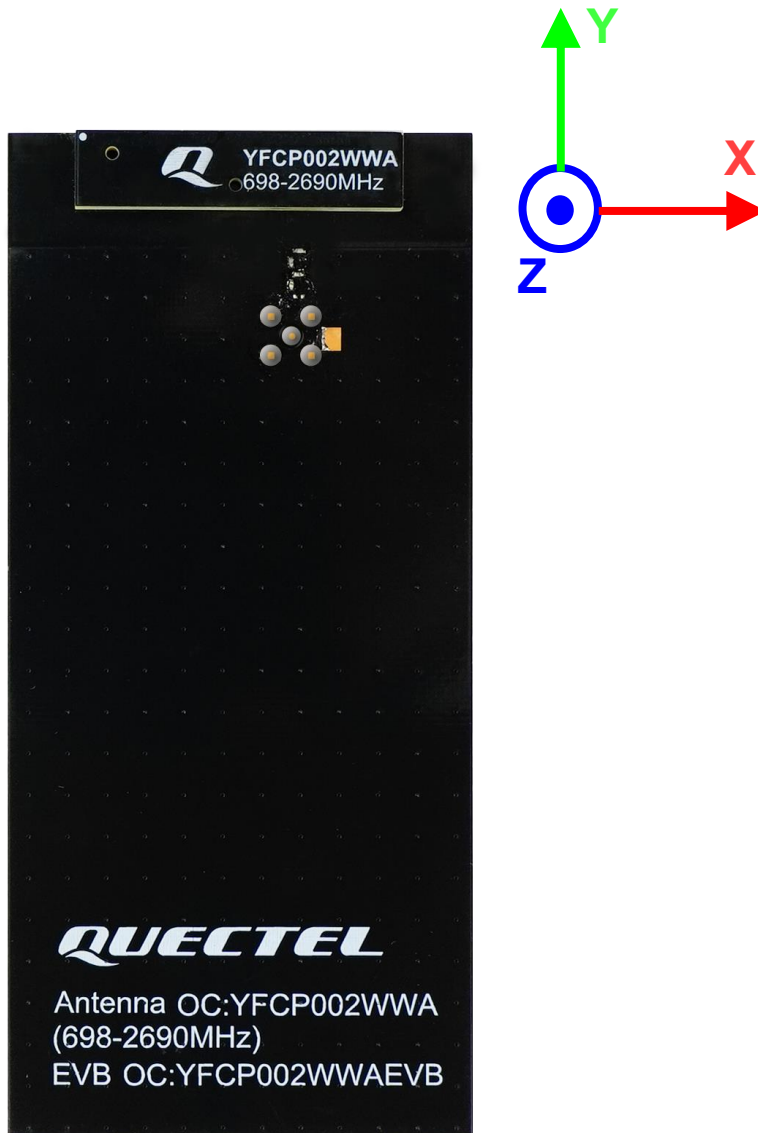 Y
X
Z
YFCP002WWA
698-2690MHz
QUECTEL
Antenna OC:YFCP002WWA
(698-2690MHz)
EVB OC:YFCP002WWAEVB